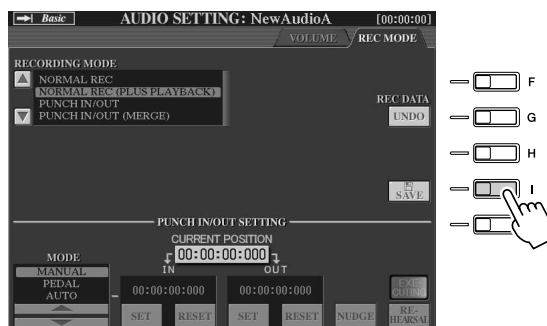 Basic AUDIO SETTING: NewAudioA [00:00:00]
VOLUME REC MODE
RECORDING MODE
NORMAL REC
NORMAL REC (PLUS PLAYBACK)
PUNCH IN/OUT
PUNCH IN/OUT (MERGE)
REC DATA
UNDO
SAVE
F
G
H
I
PUNCH IN/OUT SETTING
CURRENT POSITION
00:00:00:000
IN OUT
MODE
MANUAL
PEDAL
AUTO
00:00:00:000 00:00:00:000
SET RESET SET RESET NUDGE
EXE-
CUTING
RE-
HEARSAL